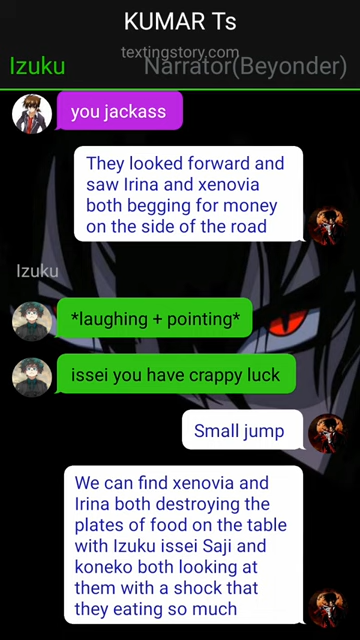 KUMAR Ts
textingstory.com
Izuku
Narrator(Beyonder)
you jackass
They looked forward and
saw Irina and xenovia
both begging for money
on the side of the road
Izuku
*laughing + pointing*
issei you have crappy luck
Small jump
We can find xenovia and
Irina both destroying the
plates of food on the table
with Izuku issei Saji and
koneko both looking at
them with a shock that
they eating so much